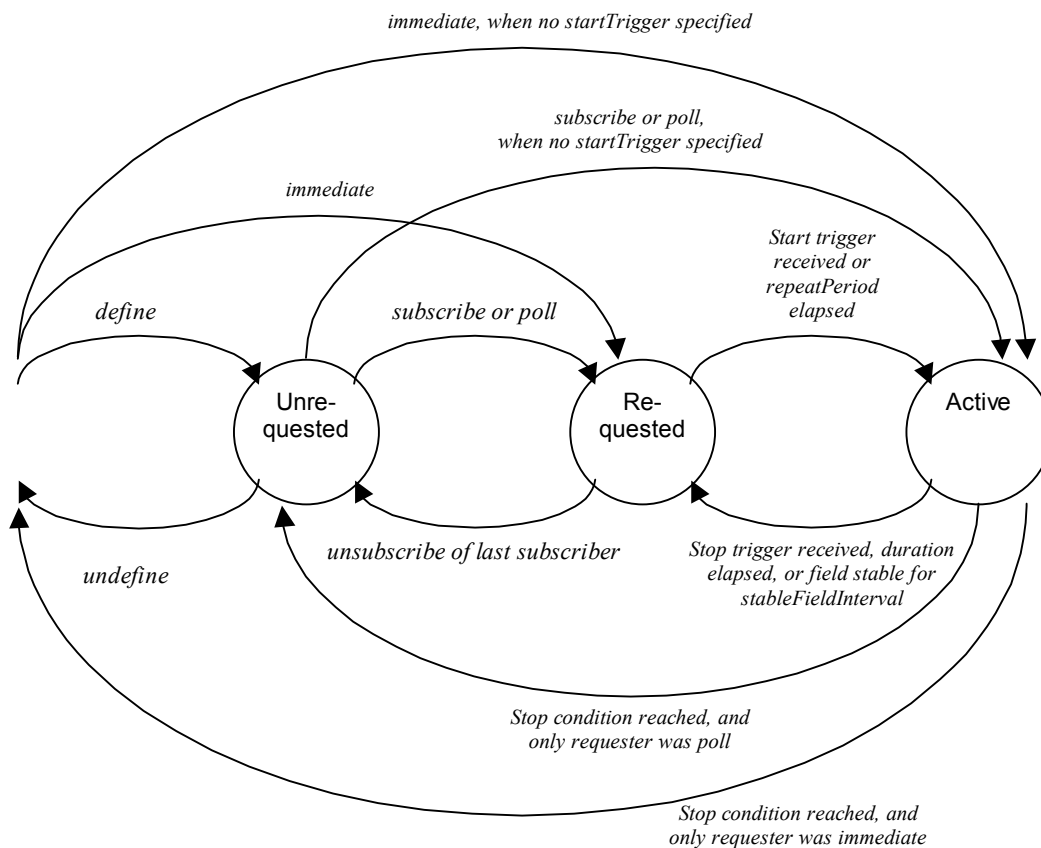 immediate, when no startTrigger specified
subscribe or poll,
when no startTrigger specified
immediate
Start trigger
received or
repeatPeriod
elapsed
define
subscribe or poll
Unre-
quested
Re-
quested
Active
undefine
unsubscribe of last subscriber
Stop trigger received, duration
elapsed, or field stable for
stableFieldInterval
Stop condition reached, and
only requester was poll
Stop condition reached, and
only requester was immediate